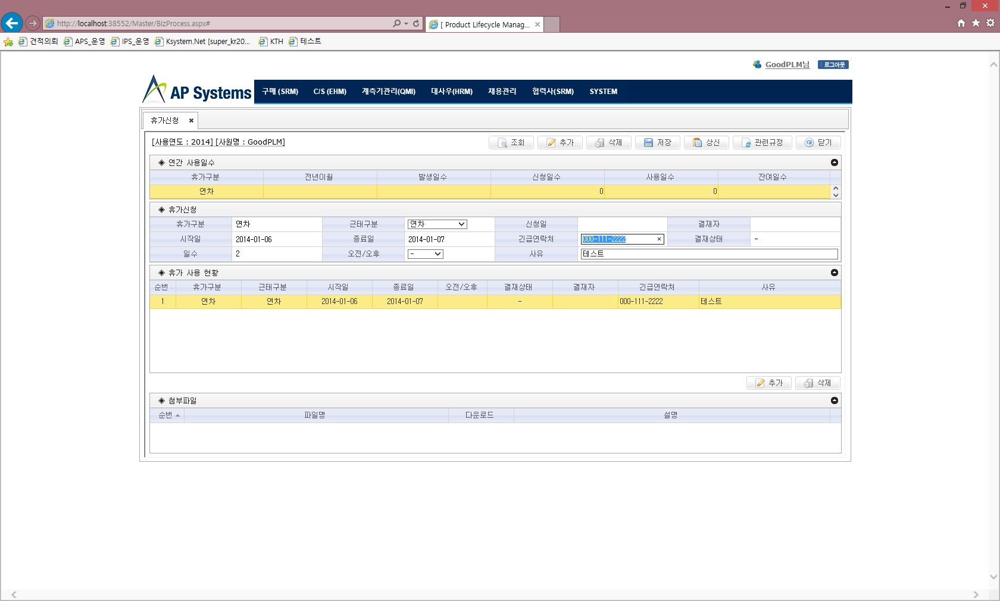 http://localhost:38552/Master/BizProcess.aspx#
[ Product Lifecycle Manag...
견적의뢰 APS_운영 IPS_운영 Ksystem.Net [super_kr20... KTH 테스트
GoodPLM님 로그아웃
AP Systems 구매 (SRM) C/S (EHM) 계측기관리(QMI) 대사우(HRM) 채용관리 협력사(SRM) SYSTEM
휴가신청
[사용연도 : 2014] [사원명 : GoodPLM] 조회 추가 삭제 저장 상신 관련규정 닫기
◈ 연간 사용일수
휴가구분 전년이월 발생일수 신청일수 사용일수 잔여일수
연차 0 0
◈ 휴가신청
휴가구분 연차 근태구분 연차 신청일 결재자
시작일 2014-01-06 종료일 2014-01-07 긴급연락처 000-111-2222 결재상태 -
일수 2 오전/오후 - 사유 테스트
◈ 휴가 사용 현황
순번 휴가구분 근태구분 시작일 종료일 오전/오후 결재상태 결재자 긴급연락처 사유
1 연차 연차 2014-01-06 2014-01-07 - 000-111-2222 테스트
추가 삭제
◈ 첨부파일
순번 파일명 다운로드 설명